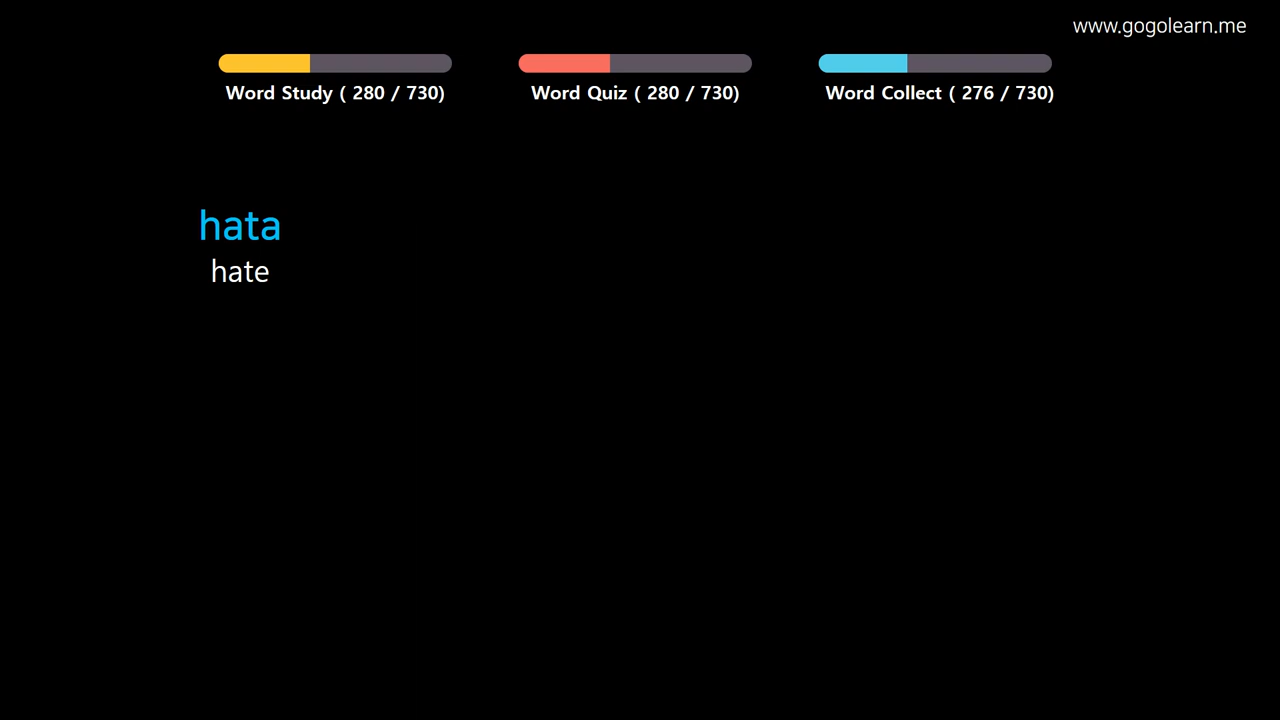 www.gogolearn.me
Word Study ( 280 / 730)
Word Quiz ( 280 / 730)
Word Collect ( 276 / 730)
hata
hate